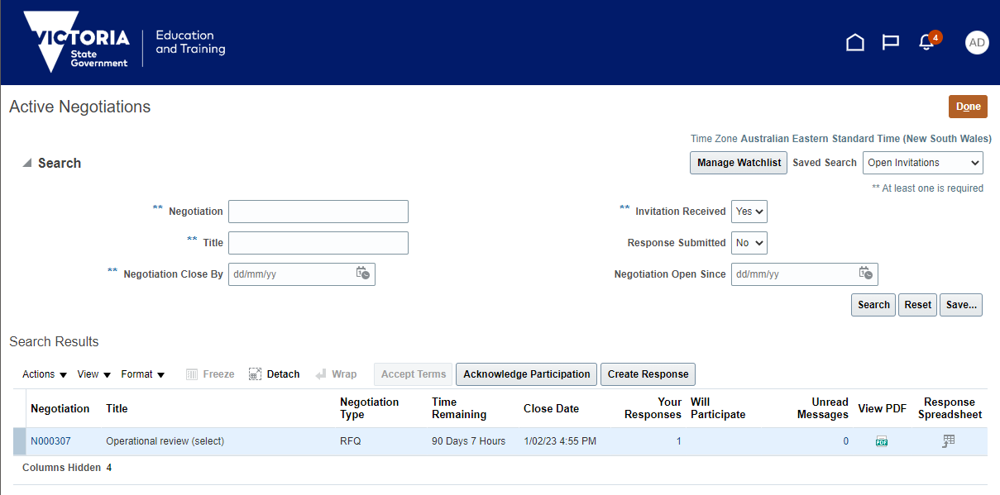 VICTORIA
State
Government
Education
and Training
4
AD
Active Negotiations
Done
Time Zone Australian Eastern Standard Time (New South Wales)
Search
Manage Watchlist Saved Search Open Invitations
** At least one is required
** Negotiation
** Invitation Received Yes
** Title
Response Submitted No
** Negotiation Close By dd/mm/yy
Negotiation Open Since dd/mm/yy
Search Reset Save...
Search Results
Actions View Format Freeze Detach Wrap Accept Terms Acknowledge Participation Create Response
Negotiation Title Negotiation Type Time Remaining Close Date Your Responses Will Participate Unread Messages View PDF Response Spreadsheet
N000307 Operational review (select) RFQ 90 Days 7 Hours 1/02/23 4:55 PM 1 0 PDF
Columns Hidden 4